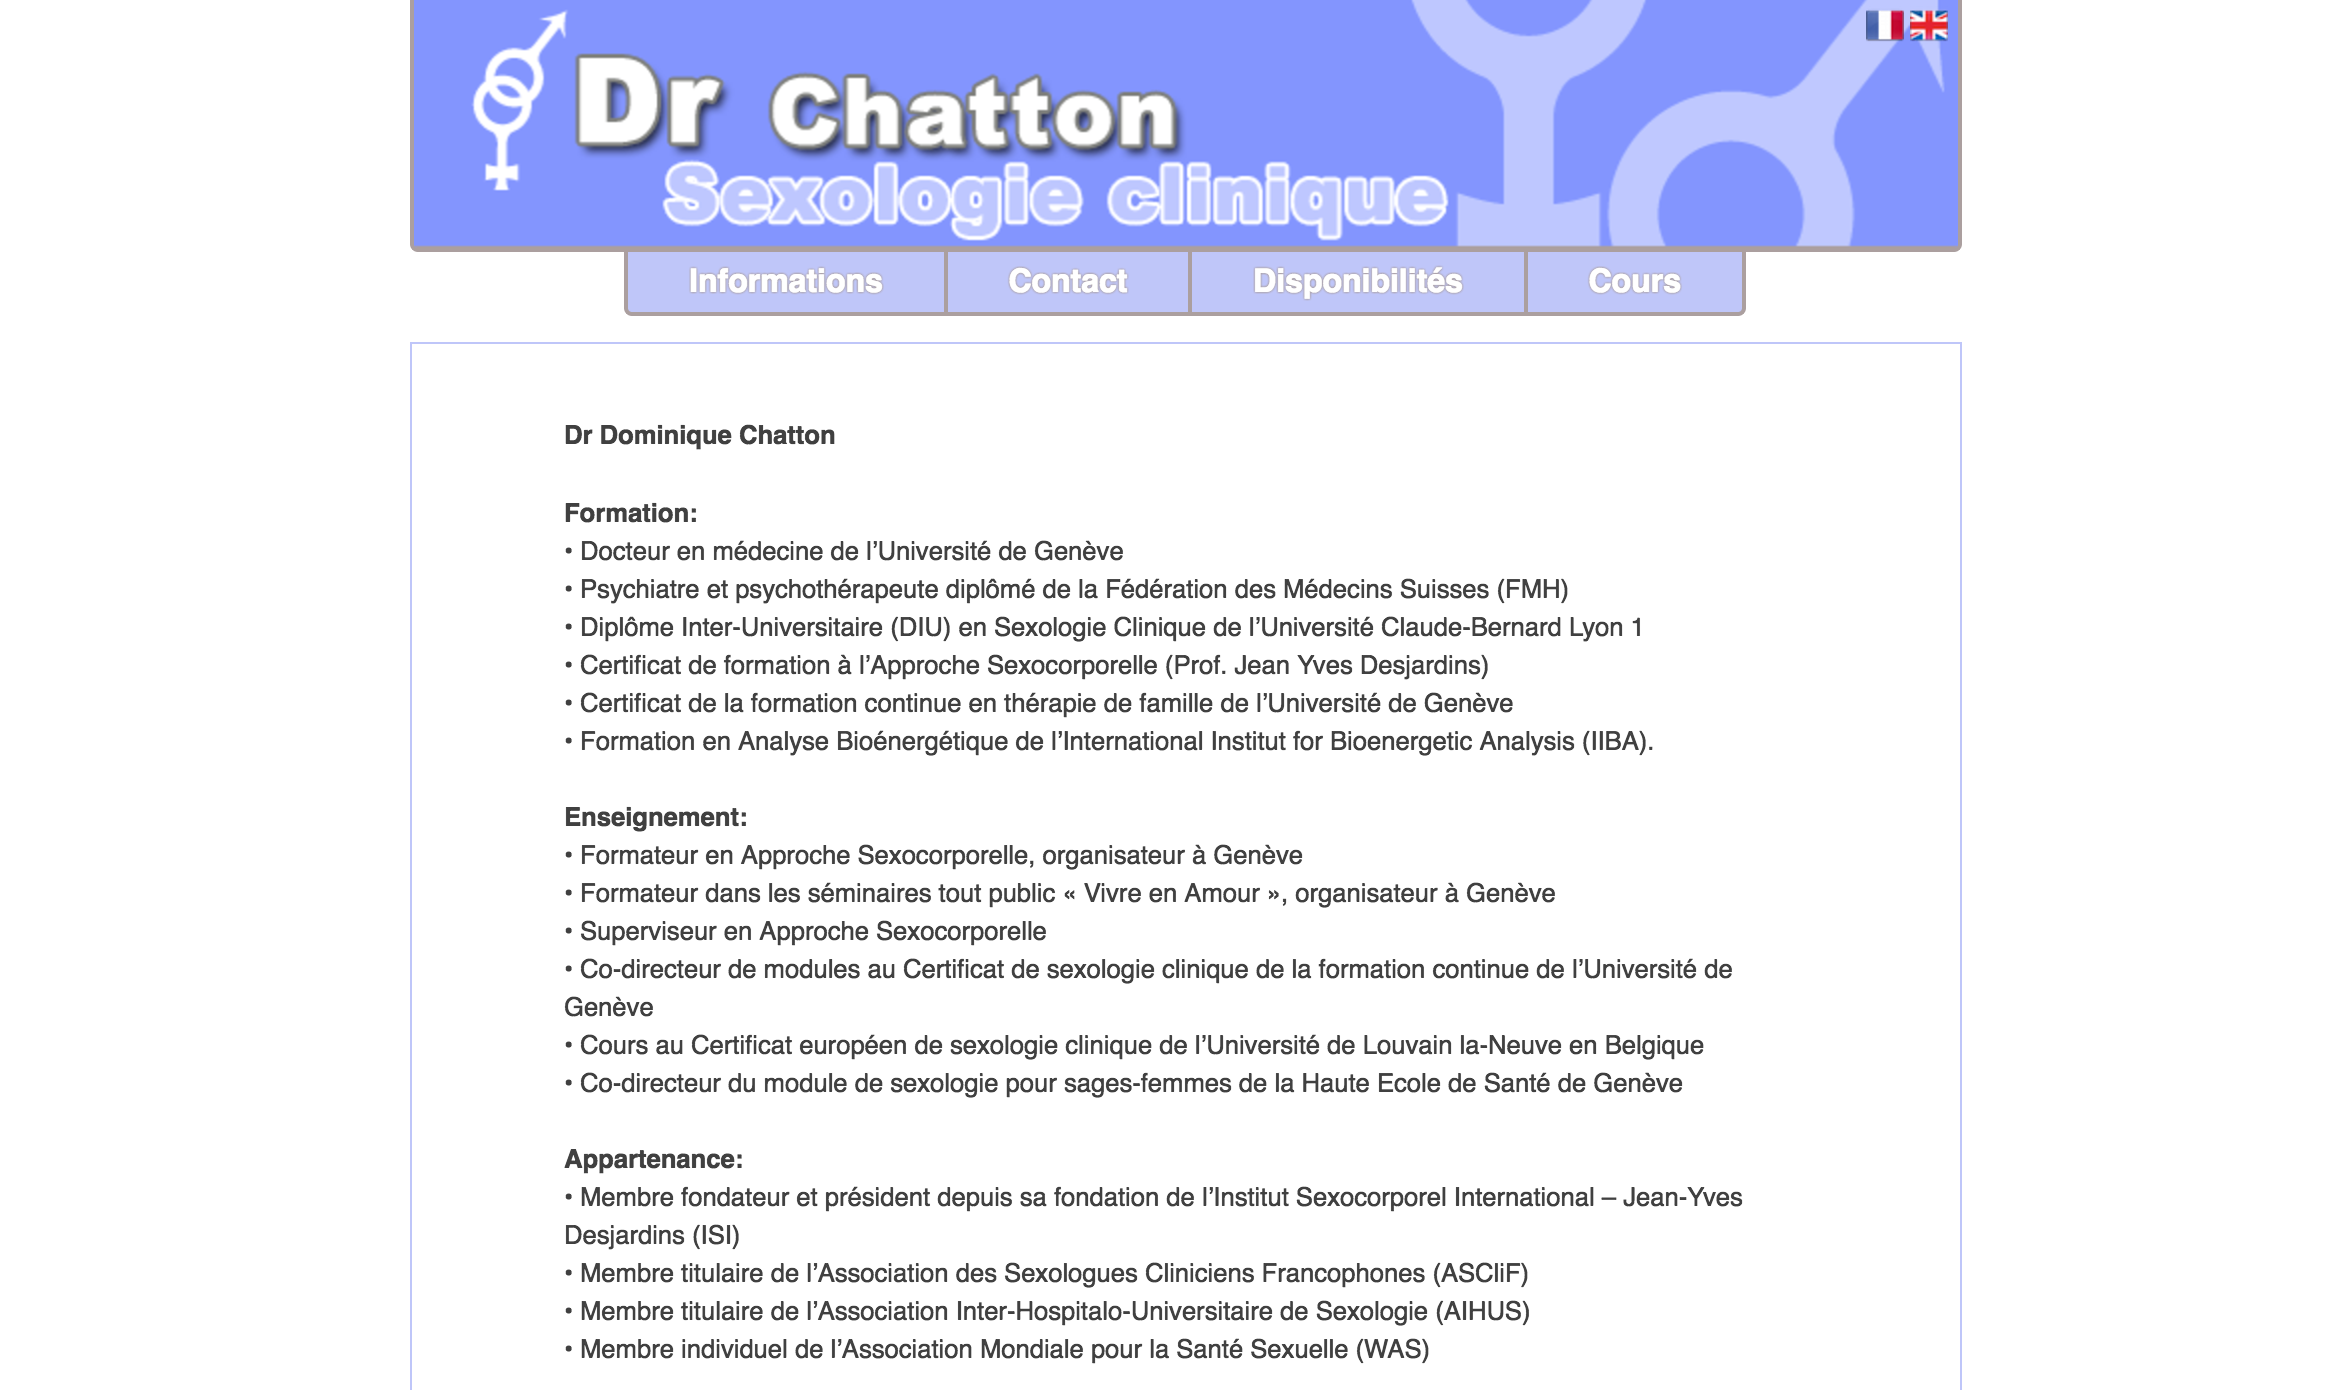 Dr Chatton
Sexologie clinique
Informations
Contact
Disponibilités
Cours
Dr Dominique Chatton
Formation:
• Docteur en médecine de l’Université de Genève
• Psychiatre et psychothérapeute diplômé de la Fédération des Médecins Suisses (FMH)
• Diplôme Inter-Universitaire (DIU) en Sexologie Clinique de l’Université Claude-Bernard Lyon 1
• Certificat de formation à l’Approche Sexocorporelle (Prof. Jean Yves Desjardins)
• Certificat de la formation continue en thérapie de famille de l’Université de Genève
• Formation en Analyse Bioénergétique de l’International Institut for Bioenergetic Analysis (IIBA).
Enseignement:
• Formateur en Approche Sexocorporelle, organisateur à Genève
• Formateur dans les séminaires tout public « Vivre en Amour », organisateur à Genève
• Superviseur en Approche Sexocorporelle
• Co-directeur de modules au Certificat de sexologie clinique de la formation continue de l’Université de
Genève
• Cours au Certificat européen de sexologie clinique de l’Université de Louvain la-Neuve en Belgique
• Co-directeur du module de sexologie pour sages-femmes de la Haute Ecole de Santé de Genève
Appartenance:
• Membre fondateur et président depuis sa fondation de l’Institut Sexocorporel International – Jean-Yves
Desjardins (ISI)
• Membre titulaire de l’Association des Sexologues Cliniciens Francophones (ASCliF)
• Membre titulaire de l’Association Inter-Hospitalo-Universitaire de Sexologie (AIHUS)
• Membre individuel de l’Association Mondiale pour la Santé Sexuelle (WAS)